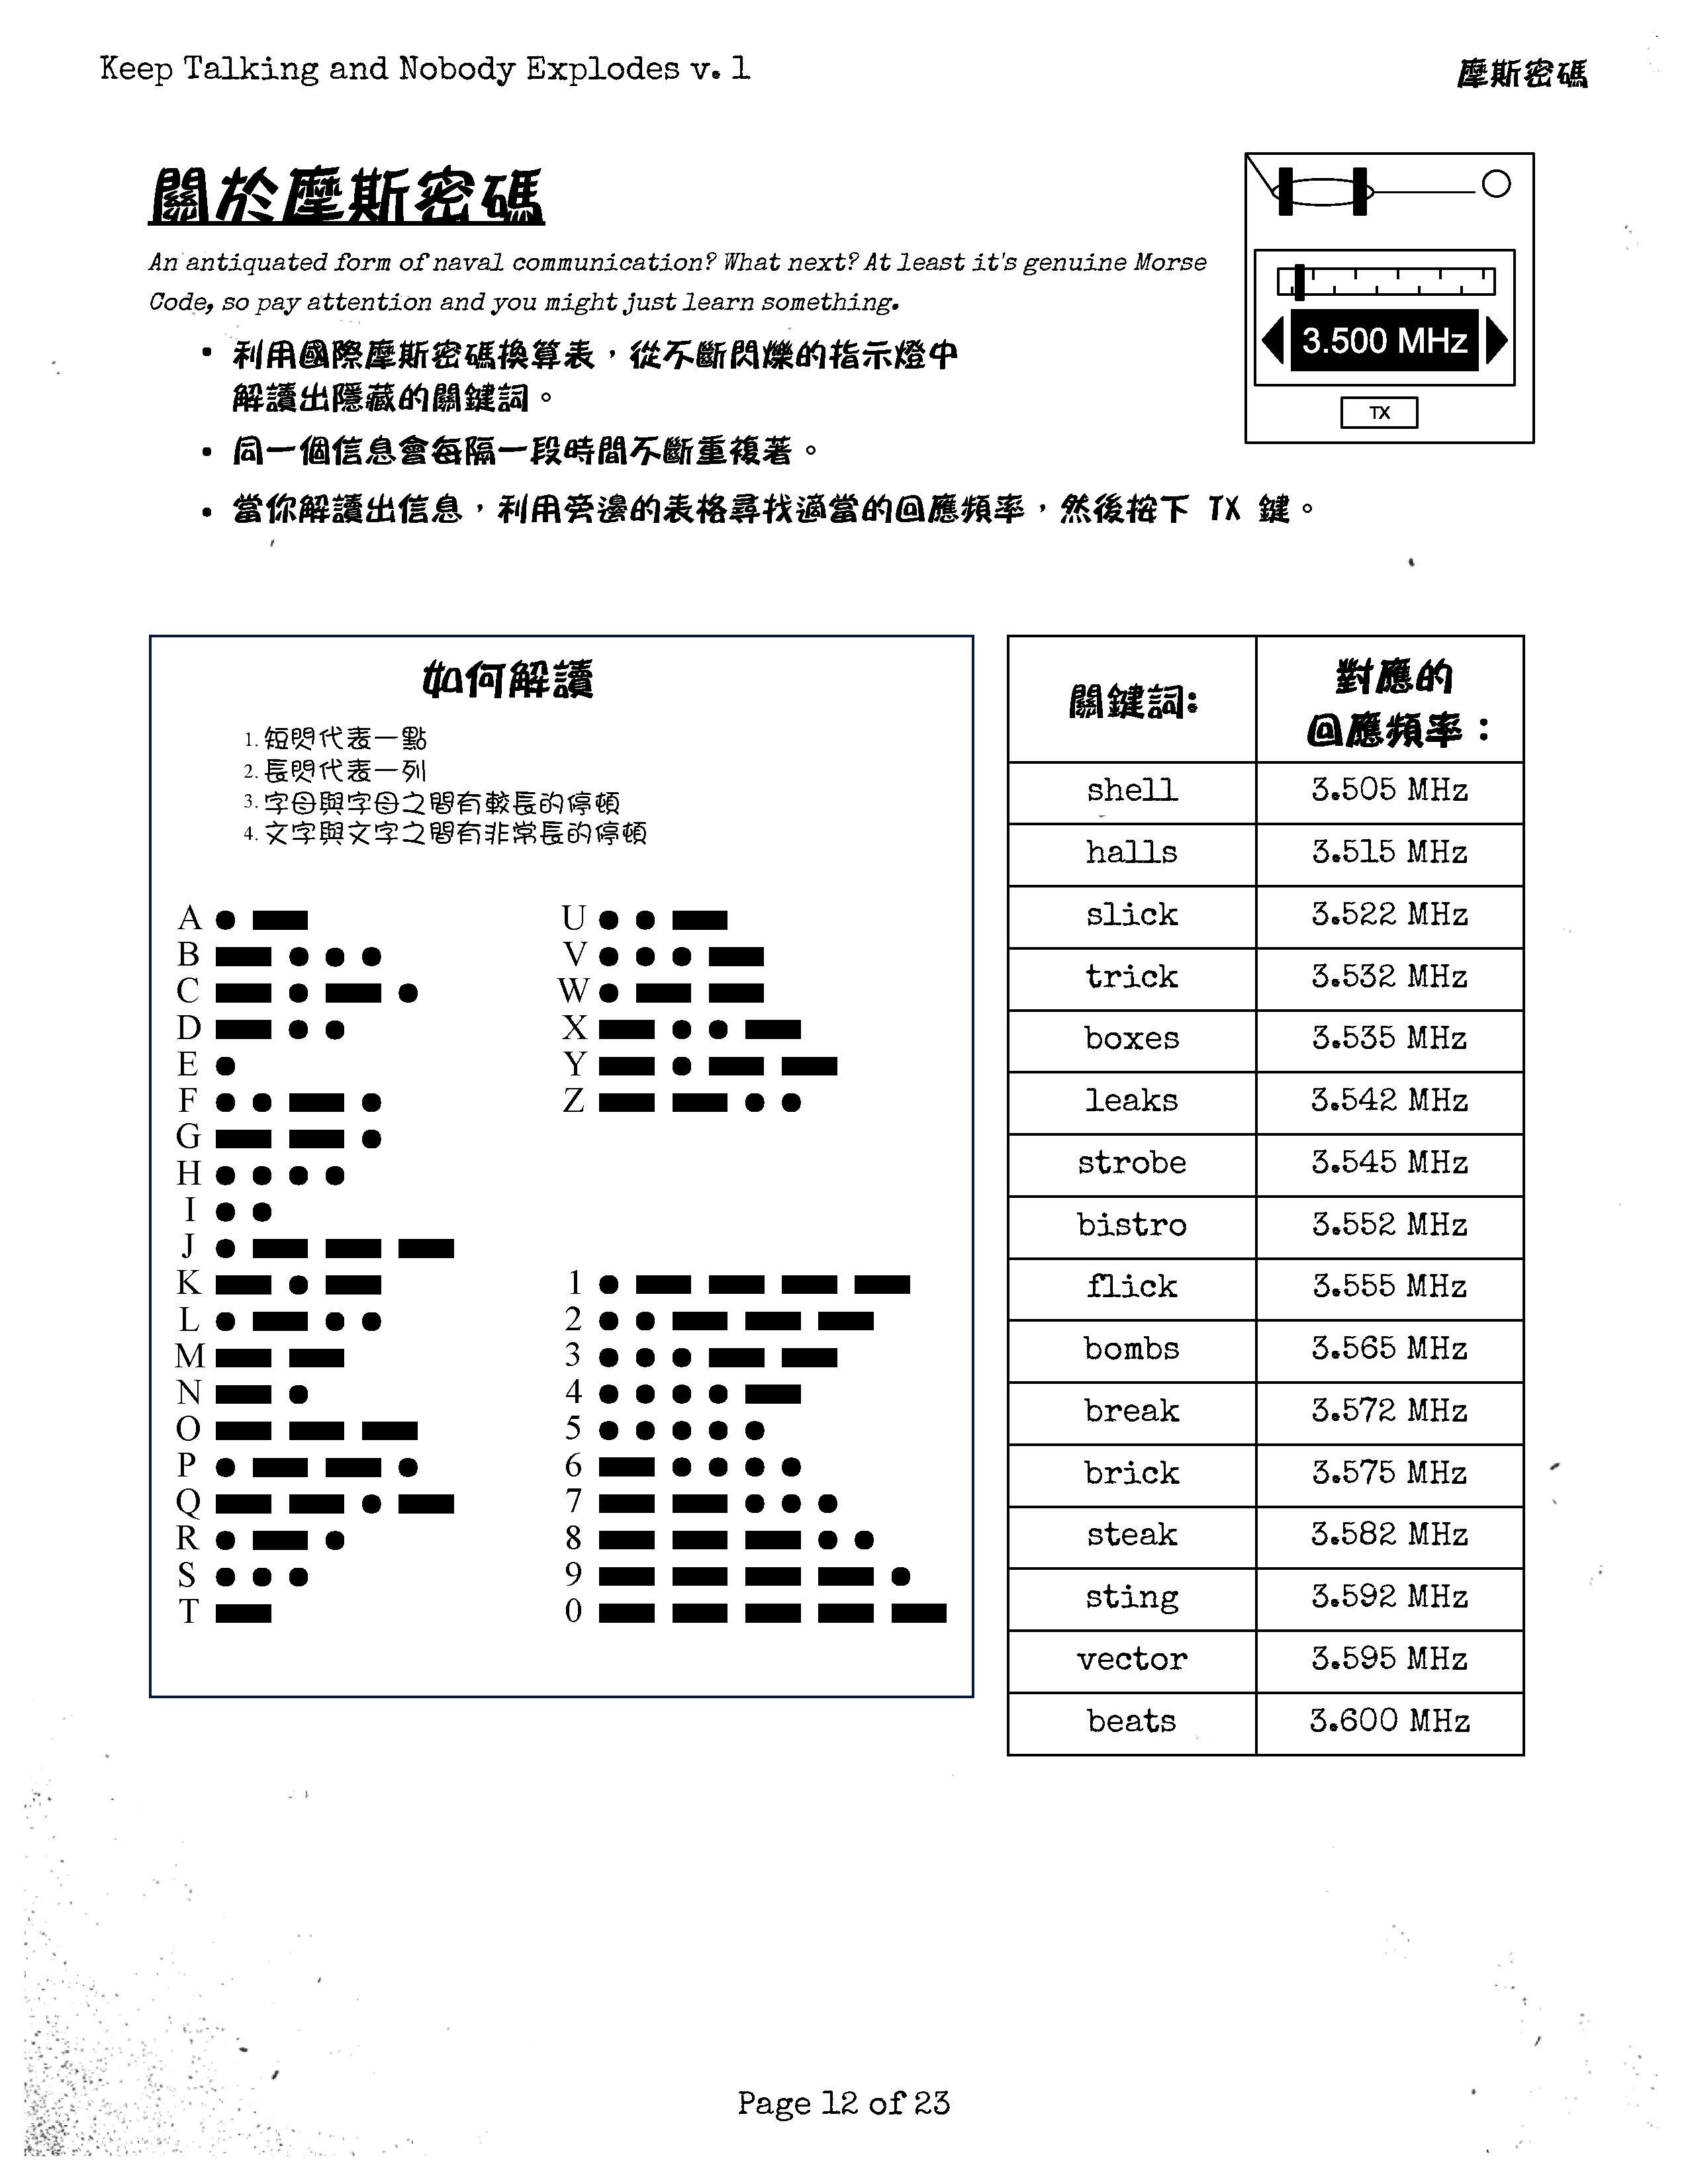 Keep Talking and Nobody Explodes v. 1
摩斯密碼
關於摩斯密碼
An antiquated form of naval communication? What next? At least it's genuine Morse
Code, so pay attention and you might just learn something.
• 利用國際摩斯密碼換算表，從不斷閃爍的指示燈中
解讀出隱藏的關鍵詞。
• 同一個信息會每隔一段時間不斷重複著。
• 當你解讀出信息，利用旁邊的表格尋找適當的回應頻率，然後按下 TX 鍵。
3.500 MHz
TX
如何解讀
1. 短閃代表一點
2. 長閃代表一列
3. 字母與字母之間有較長的停頓
4. 文字與文字之間有非常長的停頓
A
B
C
D
E
F
G
H
I
J
K
L
M
N
O
P
Q
R
S
T
U
V
W
X
Y
Z
1
2
3
4
5
6
7
8
9
0
關鍵詞: 對應的
回應頻率：
shell 3.505 MHz
halls 3.515 MHz
slick 3.522 MHz
trick 3.532 MHz
boxes 3.535 MHz
leaks 3.542 MHz
strobe 3.545 MHz
bistro 3.552 MHz
flick 3.555 MHz
bombs 3.565 MHz
break 3.572 MHz
brick 3.575 MHz
steak 3.582 MHz
sting 3.592 MHz
vector 3.595 MHz
beats 3.600 MHz
Page 12 of 23